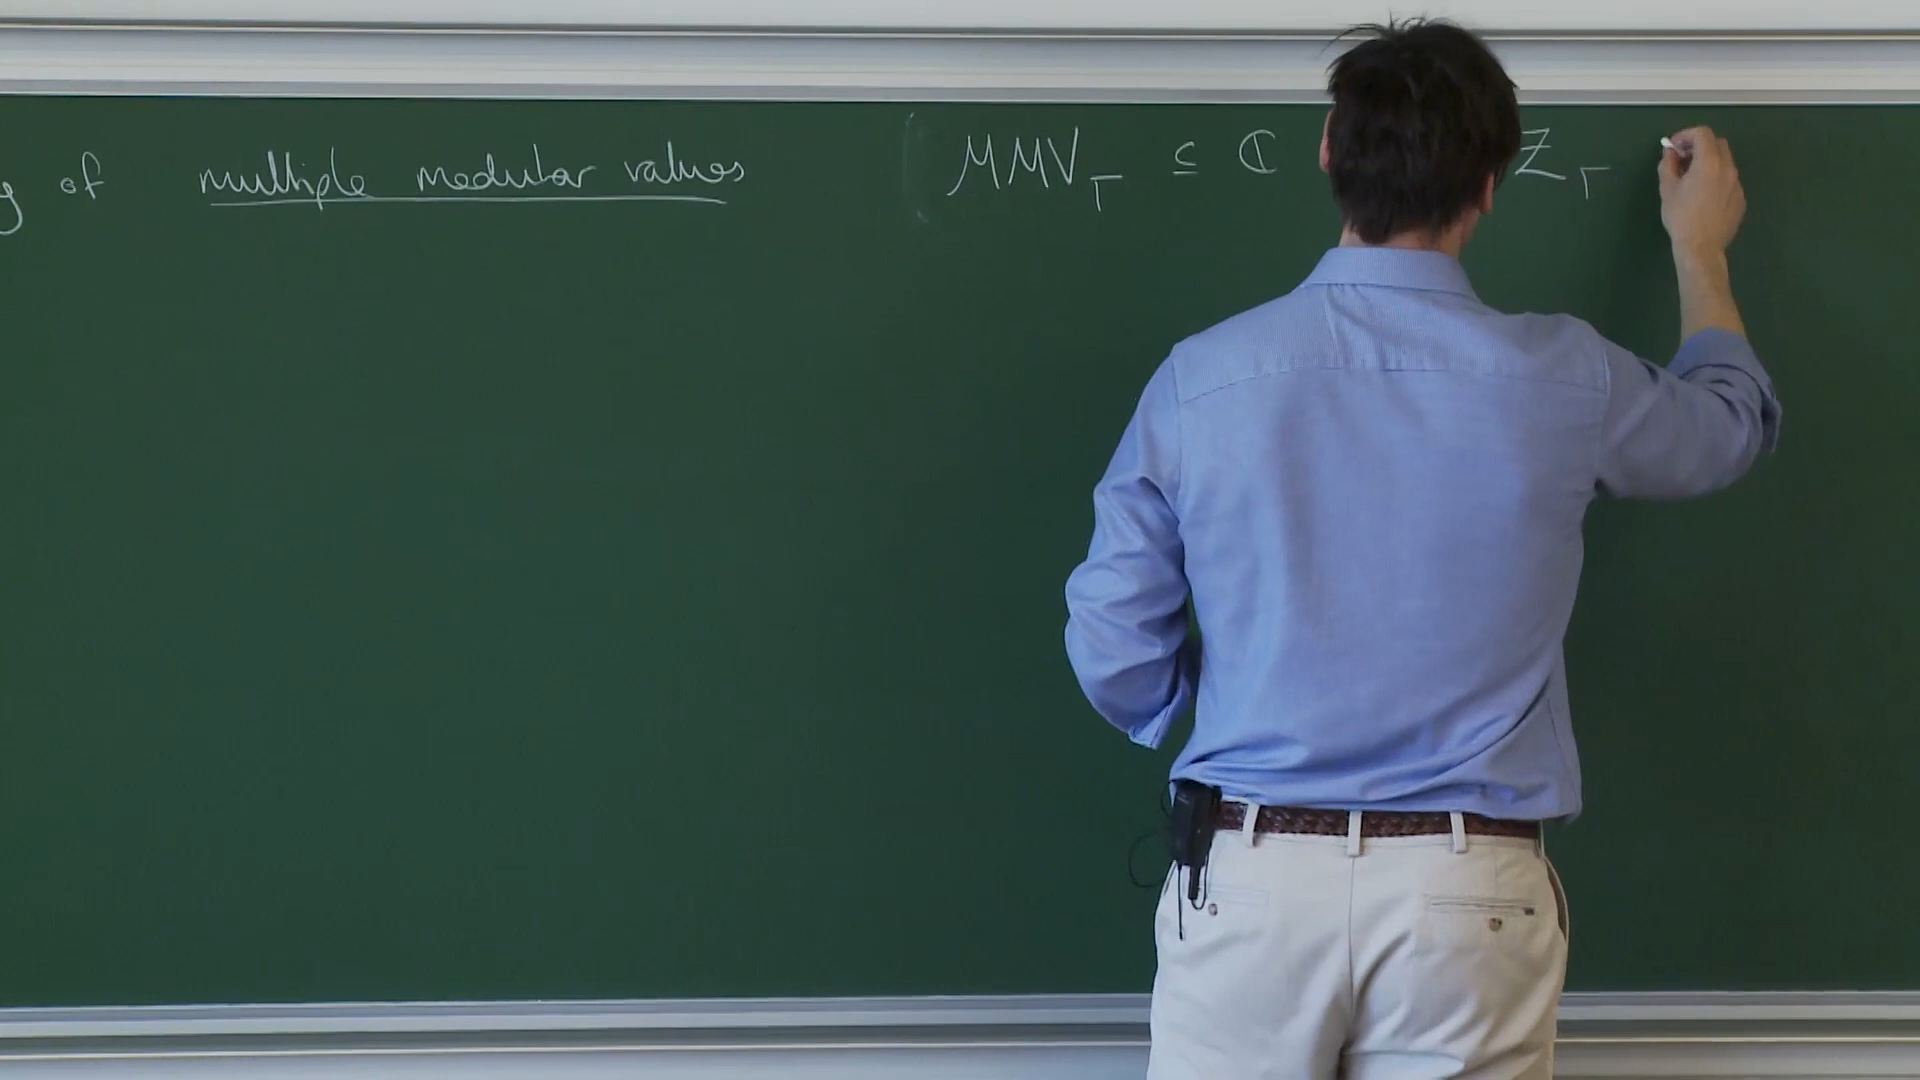 of multiple modular values MMV_Γ ⊆ ℂ Z_Γ